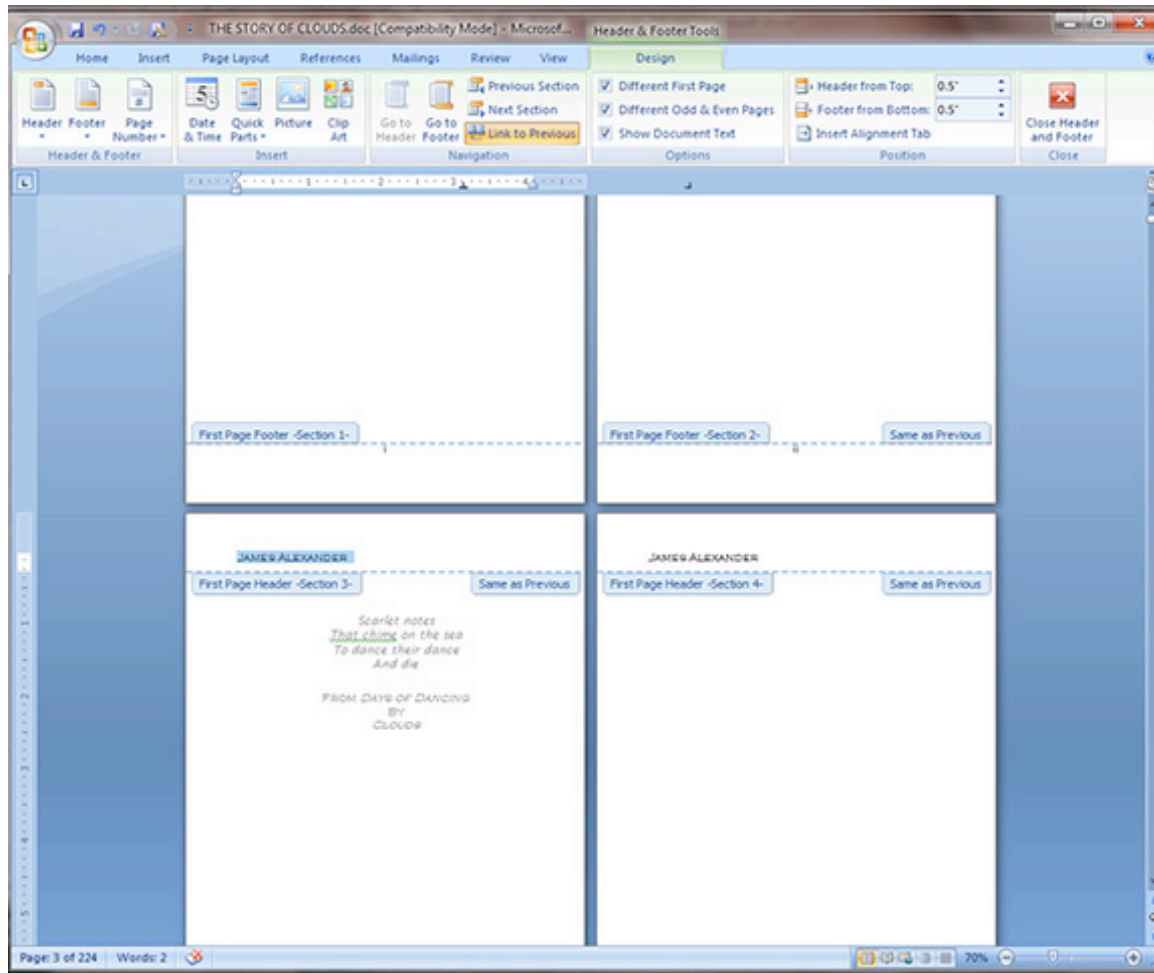 THE STORY OF CLOUDS.doc [Compatibility Mode] - Microsof...
Header & Footer Tools
Home Insert Page Layout References Mailings Review View Design
Header Footer Page Number
Date & Time Quick Parts Picture Clip Art
Go to Header Go to Footer
Previous Section
Next Section
Link to Previous
Different First Page
Different Odd & Even Pages
Show Document Text
Header from Top: 0.5"
Footer from Bottom: 0.5"
Insert Alignment Tab
Close Header and Footer
Header & Footer Insert Navigation Options Position Close
First Page Footer -Section 1-
i
First Page Footer -Section 2- Same as Previous
ii
JAMES ALEXANDER
First Page Header -Section 3- Same as Previous
Scarlet notes
That chime on the sea
To dance their dance
And die
FROM DAYS OF DANCING
BY
CLOUDS
JAMES ALEXANDER
First Page Header -Section 4- Same as Previous
Page: 3 of 224 Words: 2 70%